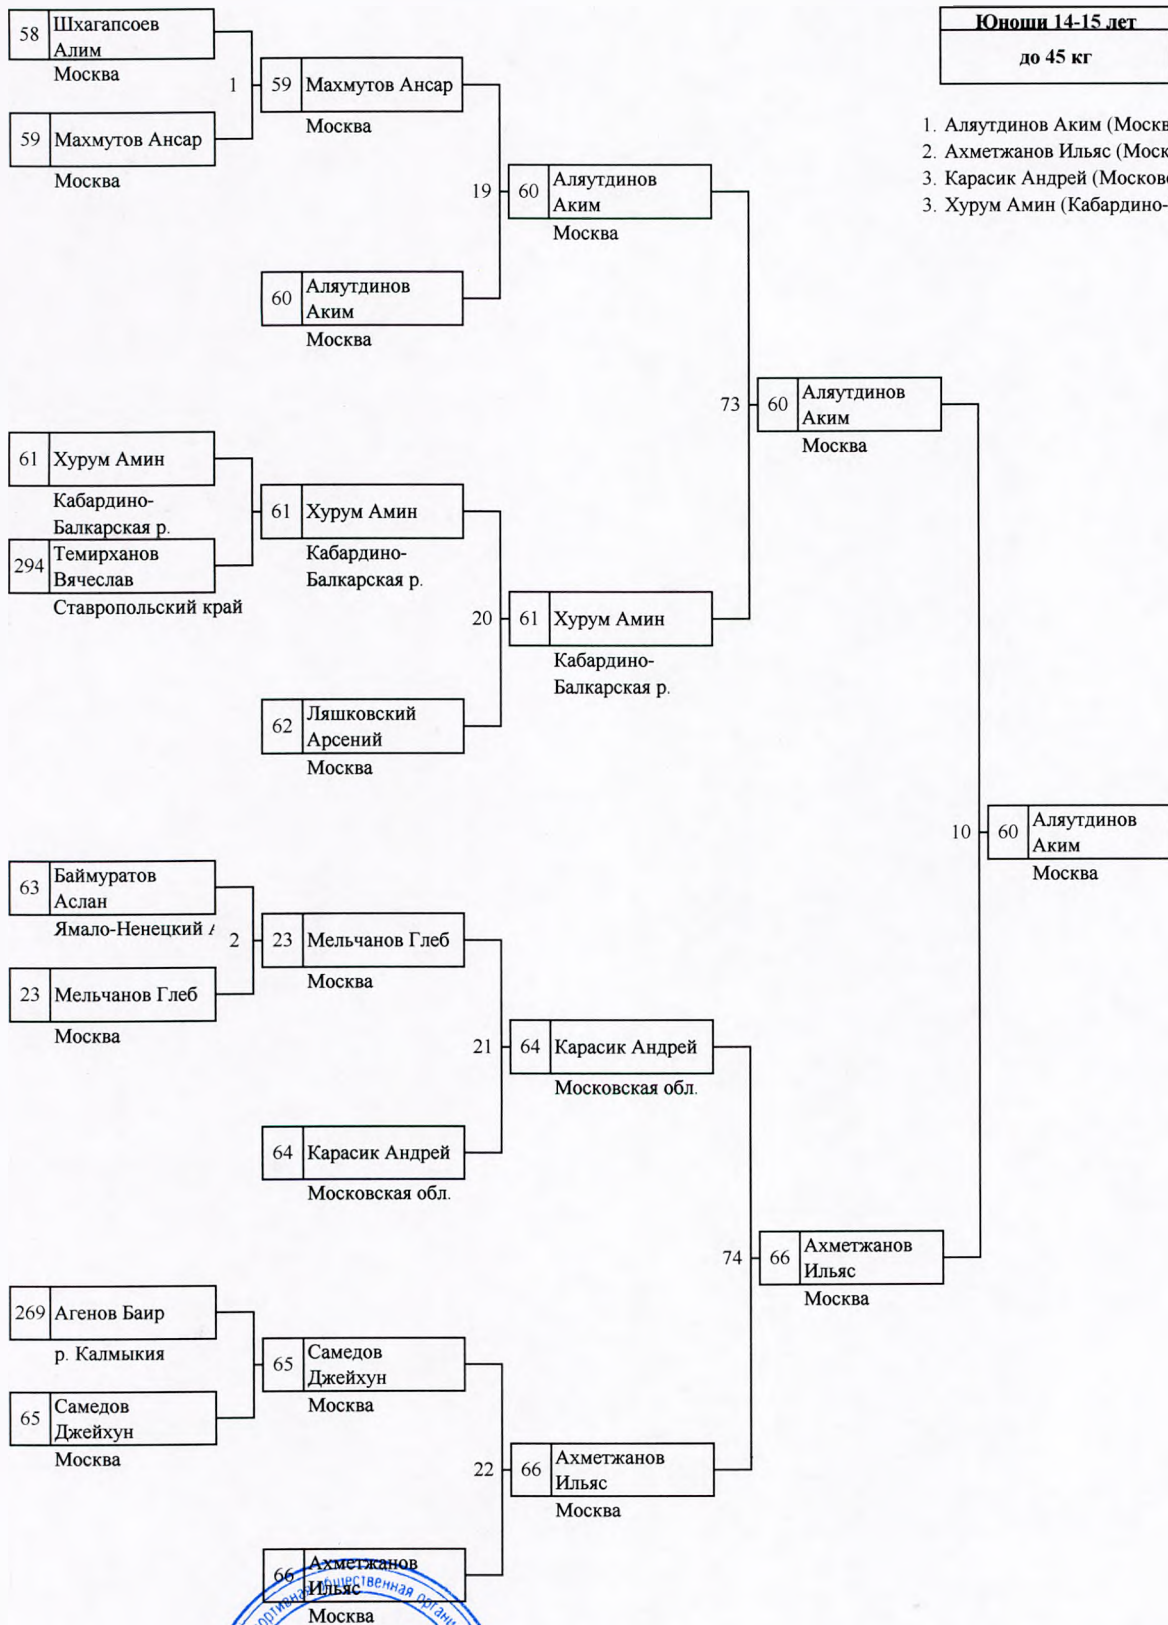 Юноши 14-15 лет
до 45 кг
1. Аляутдинов Аким (Москв
2. Ахметжанов Ильяс (Моск
3. Карасик Андрей (Московс
3. Хурум Амин (Кабардино-
58 Шхагапсоев
Алим
Москва
1
59 Махмутов Ансар
Москва
59 Махмутов Ансар
Москва
19
60 Аляутдинов
Аким
Москва
60 Аляутдинов
Аким
Москва
73
60 Аляутдинов
Аким
Москва
61 Хурум Амин
Кабардино-
Балкарская р.
294 Темирханов
Вячеслав
Ставропольский край
61 Хурум Амин
Кабардино-
Балкарская р.
20
61 Хурум Амин
Кабардино-
Балкарская р.
62 Ляшковский
Арсений
Москва
10
60 Аляутдинов
Аким
Москва
63 Баймуратов
Аслан
Ямало-Ненецкий
2
23 Мельчанов Глеб
Москва
23 Мельчанов Глеб
Москва
21
64 Карасик Андрей
Московская обл.
64 Карасик Андрей
Московская обл.
74
66 Ахметжанов
Ильяс
Москва
269 Агенов Баир
р. Калмыкия
65 Самедов
Джейхун
Москва
65 Самедов
Джейхун
Москва
22
66 Ахметжанов
Ильяс
Москва
66 Ахметжанов
Ильяс
Москва
общественная